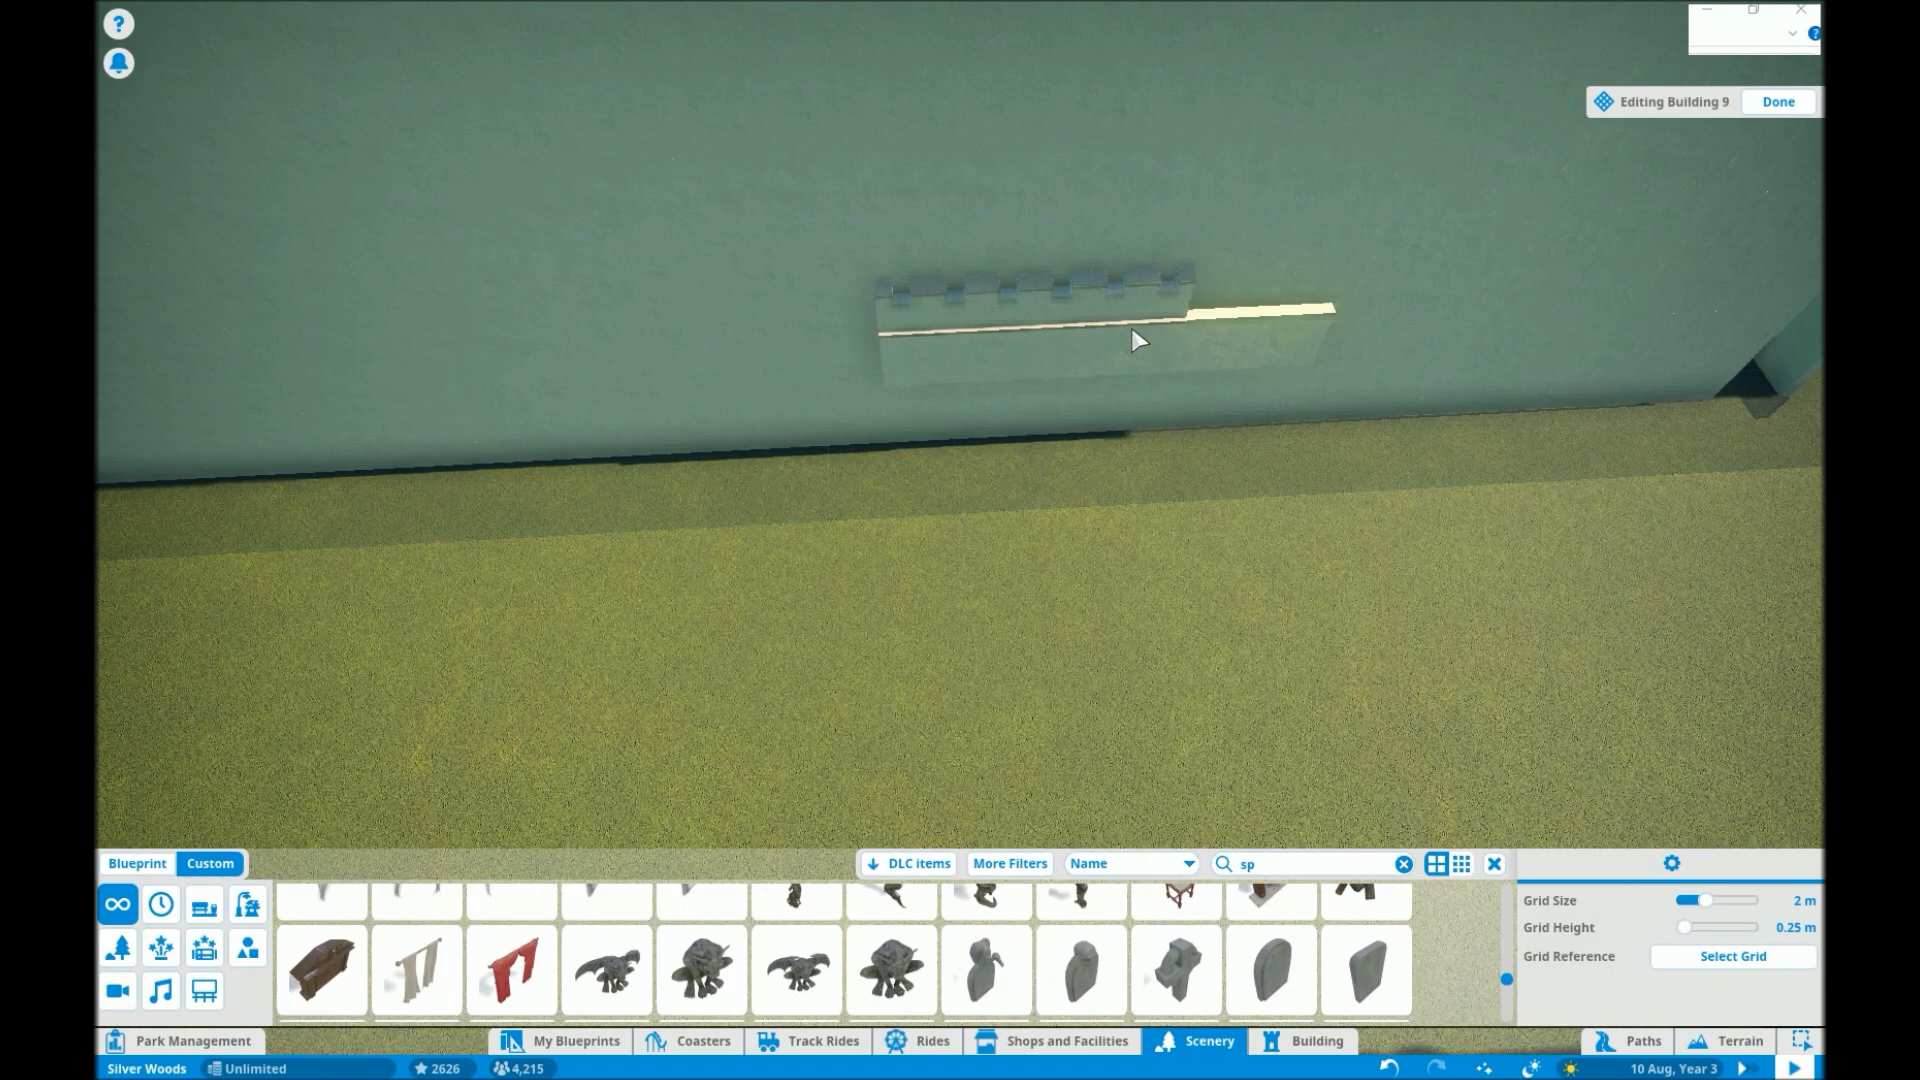 ?
?
Editing Building 9 Done
Blueprint Custom
DLC items More Filters Name sp
Grid Size 2 m
Grid Height 0.25 m
Grid Reference Select Grid
Park Management My Blueprints Coasters Track Rides Rides Shops and Facilities Scenery Building Paths Terrain
Silver Woods Unlimited 2626 4,215 10 Aug, Year 3